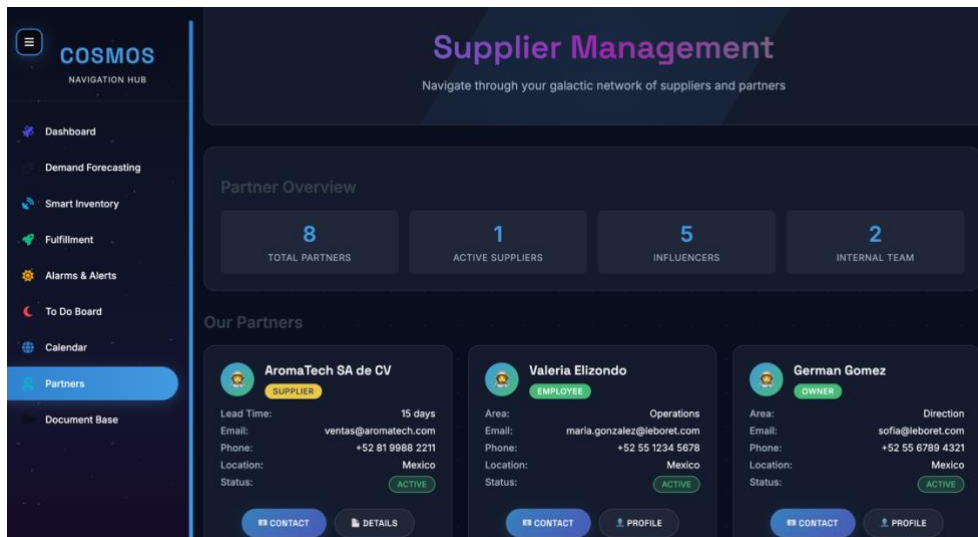 COSMOS
NAVIGATION HUB
Dashboard
Demand Forecasting
Smart Inventory
Fulfillment
Alarms & Alerts
To Do Board
Calendar
Partners
Document Base
Supplier Management
Navigate through your galactic network of suppliers and partners
Partner Overview
8
TOTAL PARTNERS
1
ACTIVE SUPPLIERS
5
INFLUENCERS
2
INTERNAL TEAM
Our Partners
AromaTech SA de CV
SUPPLIER
Lead Time: 15 days
Email: ventas@aromatech.com
Phone: +52 81 9988 2211
Location: Mexico
Status: ACTIVE
CONTACT DETAILS
Valeria Elizondo
EMPLOYEE
Area: Operations
Email: maria.gonzalez@leboret.com
Phone: +52 55 1234 5678
Location: Mexico
Status: ACTIVE
CONTACT PROFILE
German Gomez
OWNER
Area: Direction
Email: sofia@leboret.com
Phone: +52 55 6789 4321
Location: Mexico
Status: ACTIVE
CONTACT PROFILE